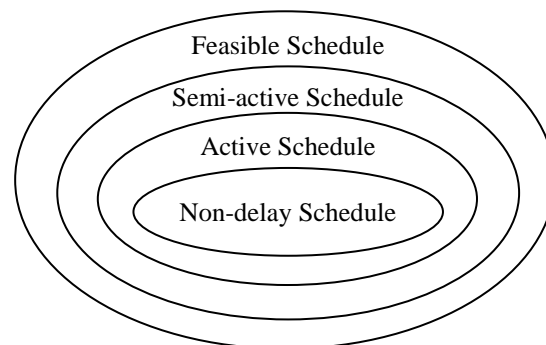 Feasible Schedule
Semi-active Schedule
Active Schedule
Non-delay Schedule